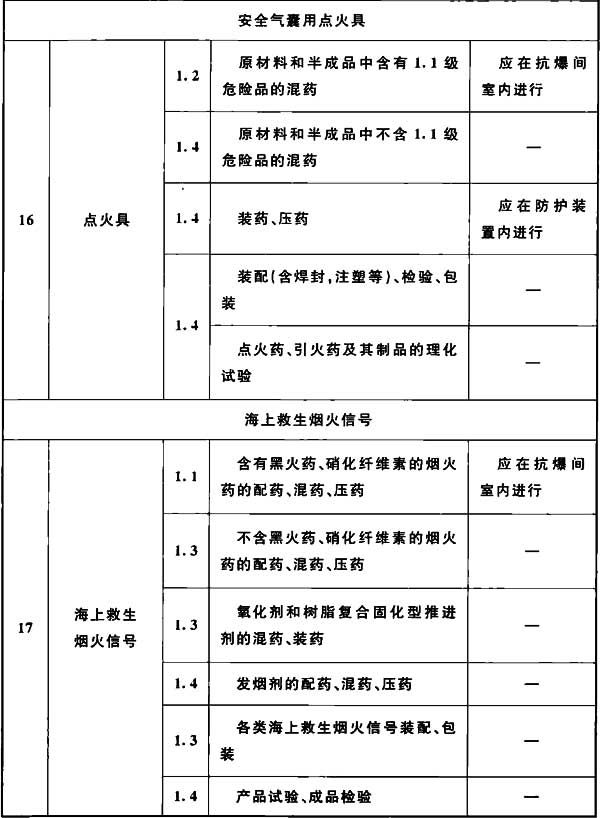 安全气囊用点火具
16
点火具
1.2
原材料和半成品中含有1.1级
危险品的混药
应在抗爆间
室内进行
1.4
原材料和半成品中不含1.1级
危险品的混药
—
1.4
装药、压药
应在防护装
置内进行
1.4
装配(含焊封,注塑等)、检验、包
装
—
点火药、引火药及其制品的理化
试验
—
海上救生烟火信号
17
海上救生
烟火信号
1.1
含有黑火药、硝化纤维素的烟火
药的配药、混药、压药
应在抗爆间
室内进行
1.3
不含黑火药、硝化纤维素的烟火
药的配药、混药、压药
—
1.3
氧化剂和树脂复合固化型推进
剂的混药、装药
—
1.4
发烟剂的配药、混药、压药
—
1.3
各类海上救生烟火信号装配、包
装
—
1.4
产品试验、成品检验
—